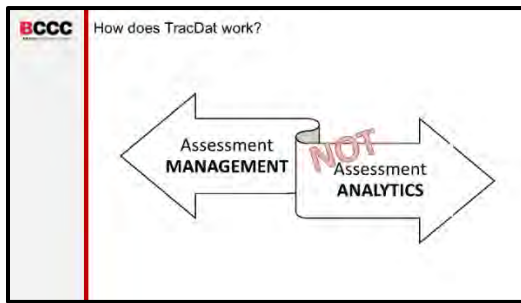 BCCC
How does TracDat work?
Assessment
MANAGEMENT
NOT
Assessment
ANALYTICS